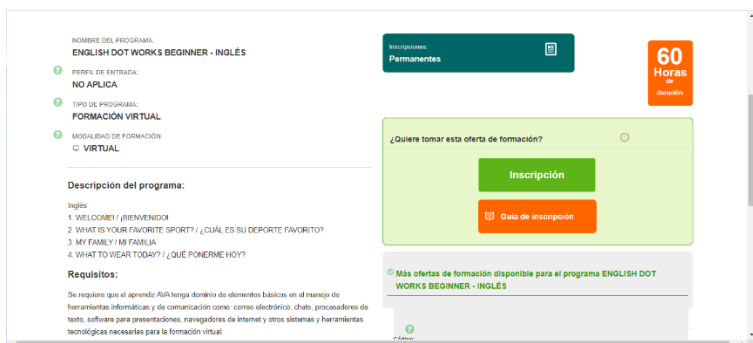 NOMBRE DEL PROGRAMA:
ENGLISH DOT WORKS BEGINNER - INGLÉS
PERFIL DE ENTRADA:
NO APLICA
TIPO DE PROGRAMA:
FORMACIÓN VIRTUAL
MODALIDAD DE FORMACIÓN:
VIRTUAL
Descripción del programa:
Inglés
1. WELCOME! / ¡BIENVENIDO!
2. WHAT IS YOUR FAVORITE SPORT? / ¿CUÁL ES SU DEPORTE FAVORITO?
3. MY FAMILY / MI FAMILIA
4. WHAT TO WEAR TODAY? / ¿QUÉ PONERME HOY?
Requisitos:
Se requiere que el aprendiz AVA tenga dominio de elementos básicos en el manejo de
herramientas informáticas y de comunicación como: correo electrónico, chats, procesadores de
texto, software para presentaciones, navegadores de internet y otros sistemas y herramientas
tecnológicas necesarias para la formación virtual.
Inscripciones:
Permanentes
60
Horas
de
duración
¿Quiere tomar esta oferta de formación?
Inscripción
Guía de inscripción
Más ofertas de formación disponible para el programa ENGLISH DOT
WORKS BEGINNER - INGLÉS
Código: